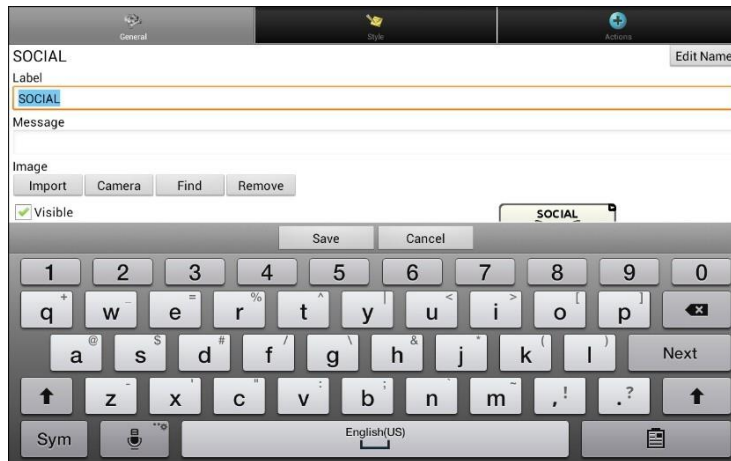 General Style Actions
SOCIAL Edit Name
Label
SOCIAL
Message
Image
Import Camera Find Remove
Visible SOCIAL
Save Cancel
1 2 3 4 5 6 7 8 9 0
q + w _ e = r % t ^ y | u < i > o [ p ]
a @ s $ d # f / g \ h & j * k ( l ) Next
z - x ' c " v : b ; n , m ~ , ! . ?
Sym English(US)